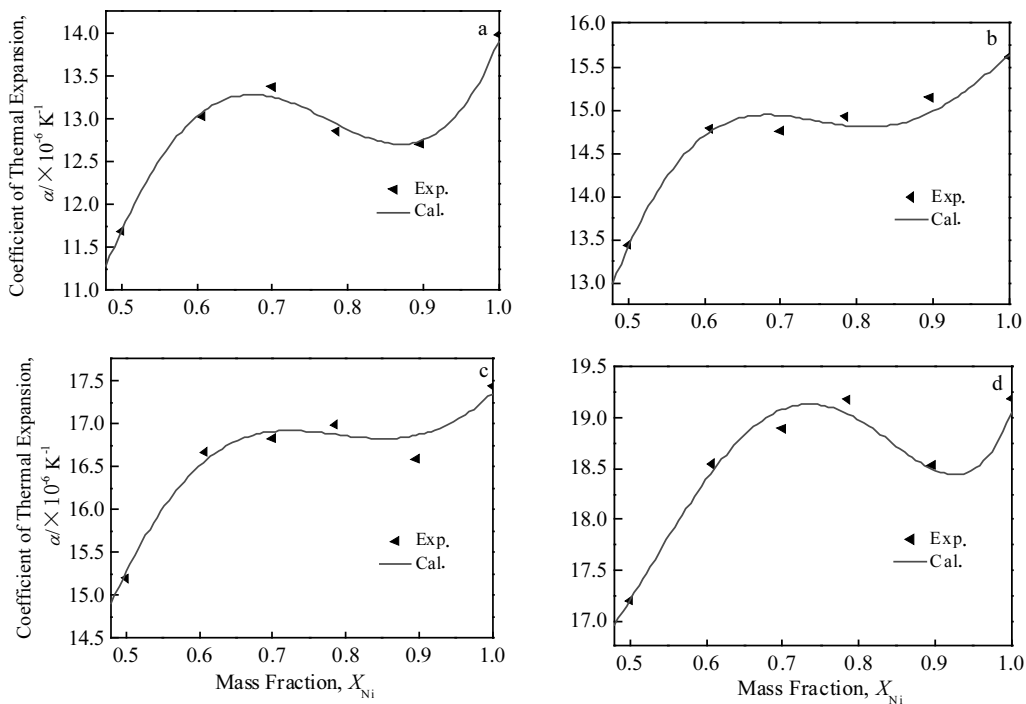 Coefficient of Thermal Expansion,
α/×10⁻⁶ K⁻¹
14.0
13.5
13.0
12.5
12.0
11.5
11.0
a
Exp.
Cal.
0.5 0.6 0.7 0.8 0.9 1.0
16.0
15.5
15.0
14.5
14.0
13.5
13.0
b
Exp.
Cal.
0.5 0.6 0.7 0.8 0.9 1.0
Coefficient of Thermal Expansion,
α/×10⁻⁶ K⁻¹
17.5
17.0
16.5
16.0
15.5
15.0
14.5
c
Exp.
Cal.
0.5 0.6 0.7 0.8 0.9 1.0
Mass Fraction, X_Ni
19.5
19.0
18.5
18.0
17.5
17.0
d
Exp.
Cal.
0.5 0.6 0.7 0.8 0.9 1.0
Mass Fraction, X_Ni